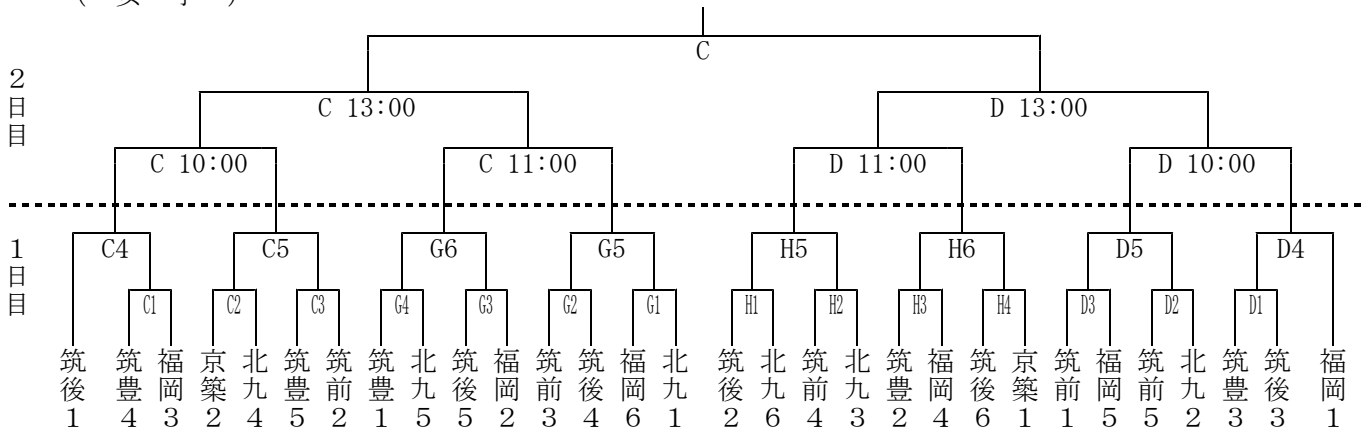 C
2日目
C 13:00 D 13:00
C 10:00 C 11:00 D 11:00 D 10:00
1日目
C4 C5 G6 G5 H5 H6 D5 D4
C1 C2 C3 G4 G3 G2 G1 H1 H2 H3 H4 D3 D2 D1
筑後1 筑豊4 福岡3 京築2 北九4 筑豊5 筑前2 筑豊1 北九5 筑後5 福岡2 筑前3 筑後4 福岡6 北九1 筑後2 北九6 筑前4 北九3 筑豊2 福岡4 筑後6 京築1 筑前1 福岡5 筑前5 北九2 筑豊3 筑後3 福岡1